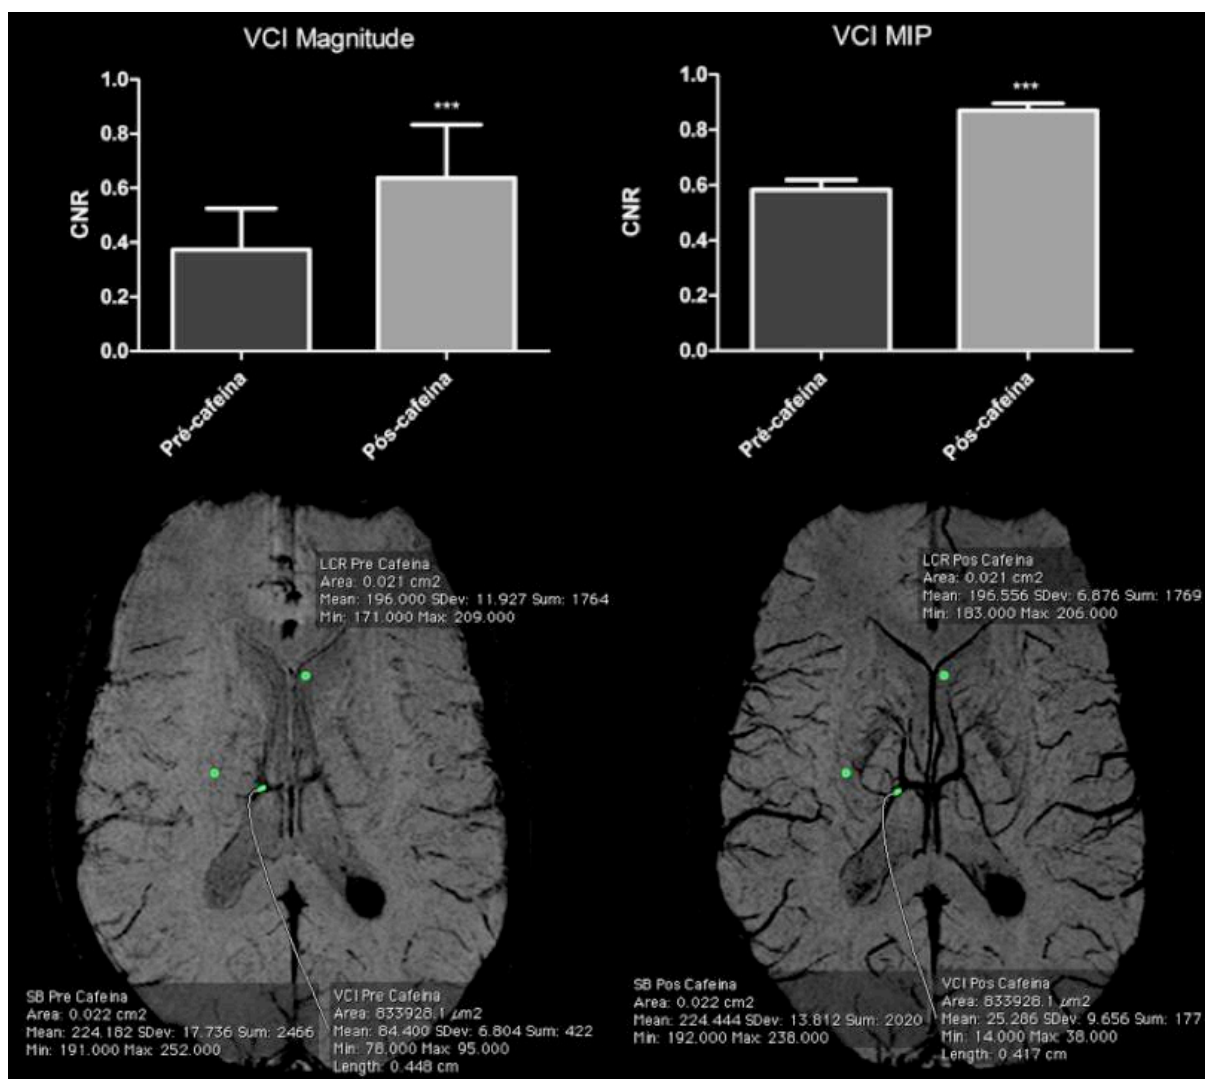 VCI Magnitude
1.0
0.8
0.6
0.4
0.2
0.0
CNR
***
Pré-cafeína
Pós-cafeína
VCI MIP
1.0
0.8
0.6
0.4
0.2
0.0
CNR
***
Pré-cafeína
Pós-cafeína
LCR Pre Cafeina
Area: 0.021 cm2
Mean: 196.000 SDev: 11.927 Sum: 1764
Min: 171.000 Max: 209.000
SB Pre Cafeina
Area: 0.022 cm2
Mean: 224.182 SDev: 17.736 Sum: 2466
Min: 191.000 Max: 252.000
VCI Pre Cafeina
Area: 833928.1 µm2
Mean: 84.400 SDev: 6.804 Sum: 422
Min: 78.000 Max: 95.000
Length: 0.448 cm
LCR Pos Cafeina
Area: 0.021 cm2
Mean: 196.556 SDev: 6.876 Sum: 1769
Min: 183.000 Max: 206.000
SB Pos Cafeina
Area: 0.022 cm2
Mean: 224.444 SDev: 13.812 Sum: 2020
Min: 192.000 Max: 238.000
VCI Pos Cafeina
Area: 833928.1 µm2
Mean: 25.286 SDev: 9.656 Sum: 177
Min: 14.000 Max: 38.000
Length: 0.417 cm